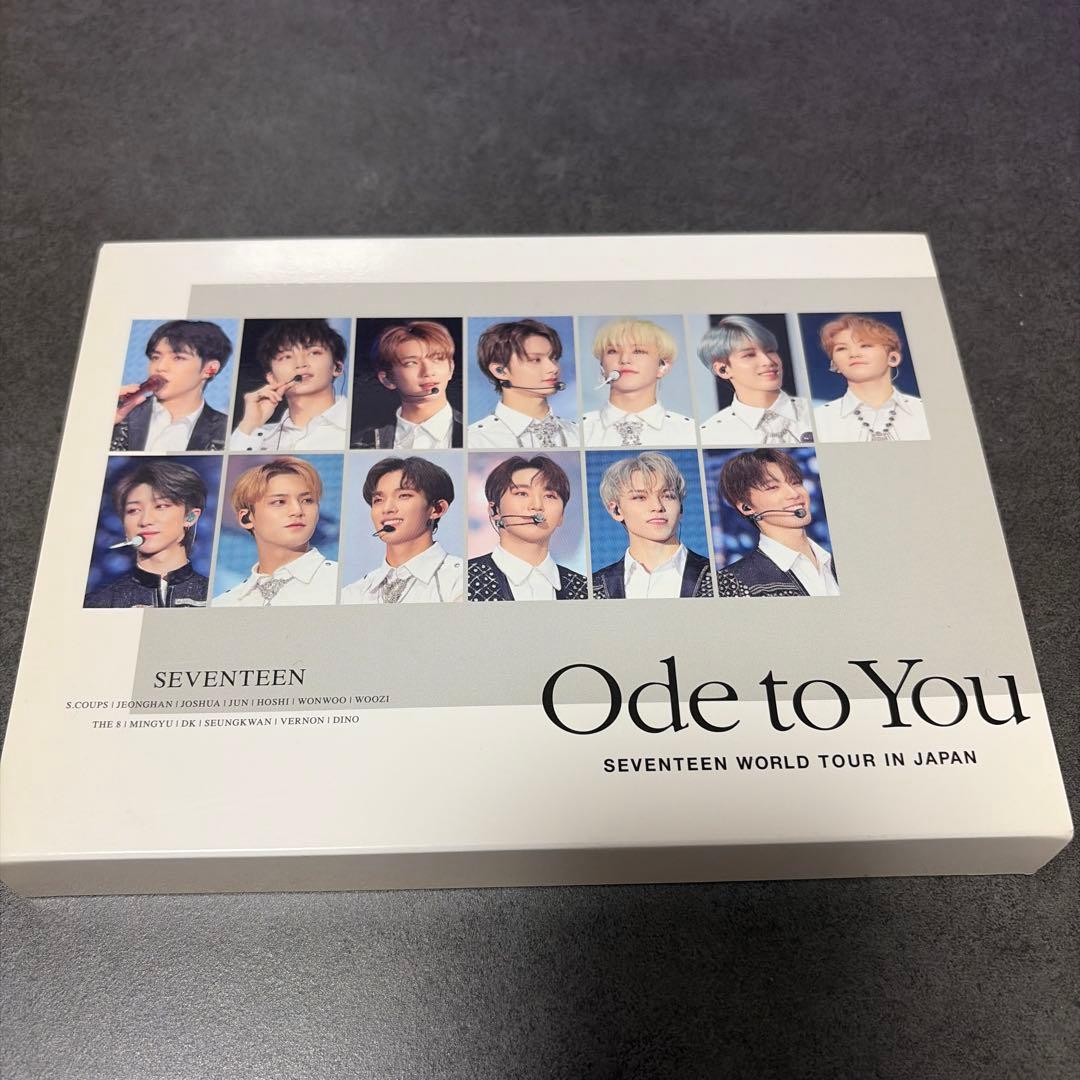 SEVENTEEN
S.COUPS | JEONGHAN | JOSHUA | JUN | HOSHI | WONWOO | WOOZI
THE 8 | MINGYU | DK | SEUNGKWAN | VERNON | DINO
Ode to You
SEVENTEEN WORLD TOUR IN JAPAN